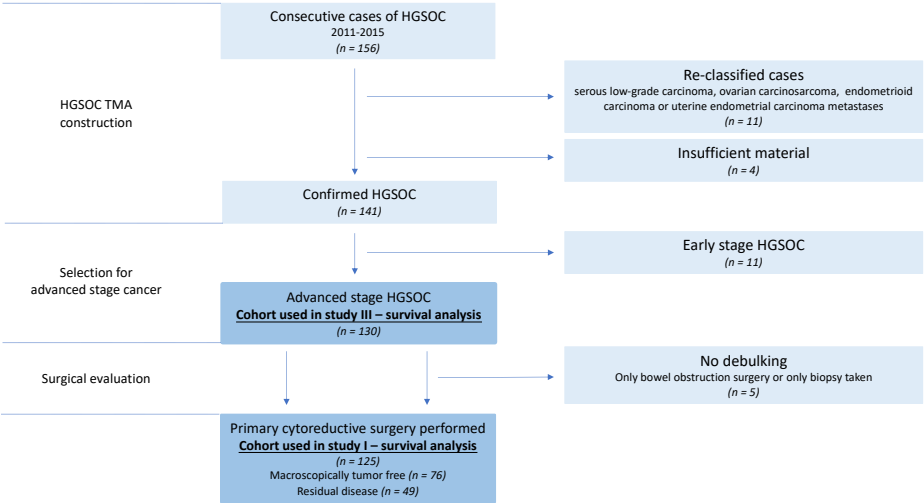 Consecutive cases of HGSOC
2011-2015
(n = 156)
HGSOC TMA
construction
Re-classified cases
serous low-grade carcinoma, ovarian carcinosarcoma, endometrioid
carcinoma or uterine endometrial carcinoma metastases
(n = 11)
Insufficient material
(n = 4)
Confirmed HGSOC
(n = 141)
Selection for
advanced stage cancer
Early stage HGSOC
(n = 11)
Advanced stage HGSOC
Cohort used in study III – survival analysis
(n = 130)
Surgical evaluation
No debulking
Only bowel obstruction surgery or only biopsy taken
(n = 5)
Primary cytoreductive surgery performed
Cohort used in study I – survival analysis
(n = 125)
Macroscopically tumor free (n = 76)
Residual disease (n = 49)